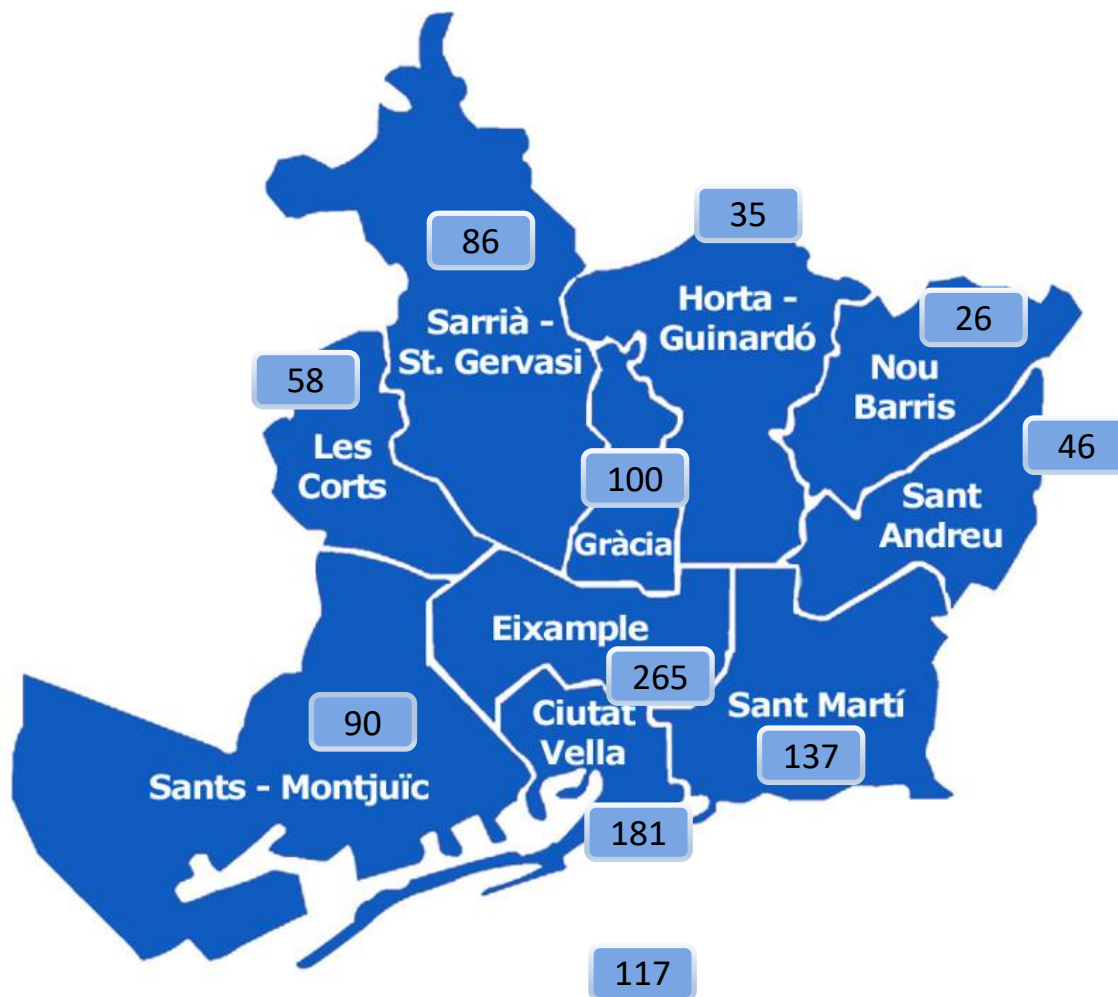 35
86
26
Horta -
Guinardó
Sarrià -
St. Gervasi
58
Nou
Barris
46
Les
Corts
100
Sant
Andreu
Gràcia
Eixample
265
Sant Martí
137
Ciutat
Vella
90
Sants - Montjuïc
181
117